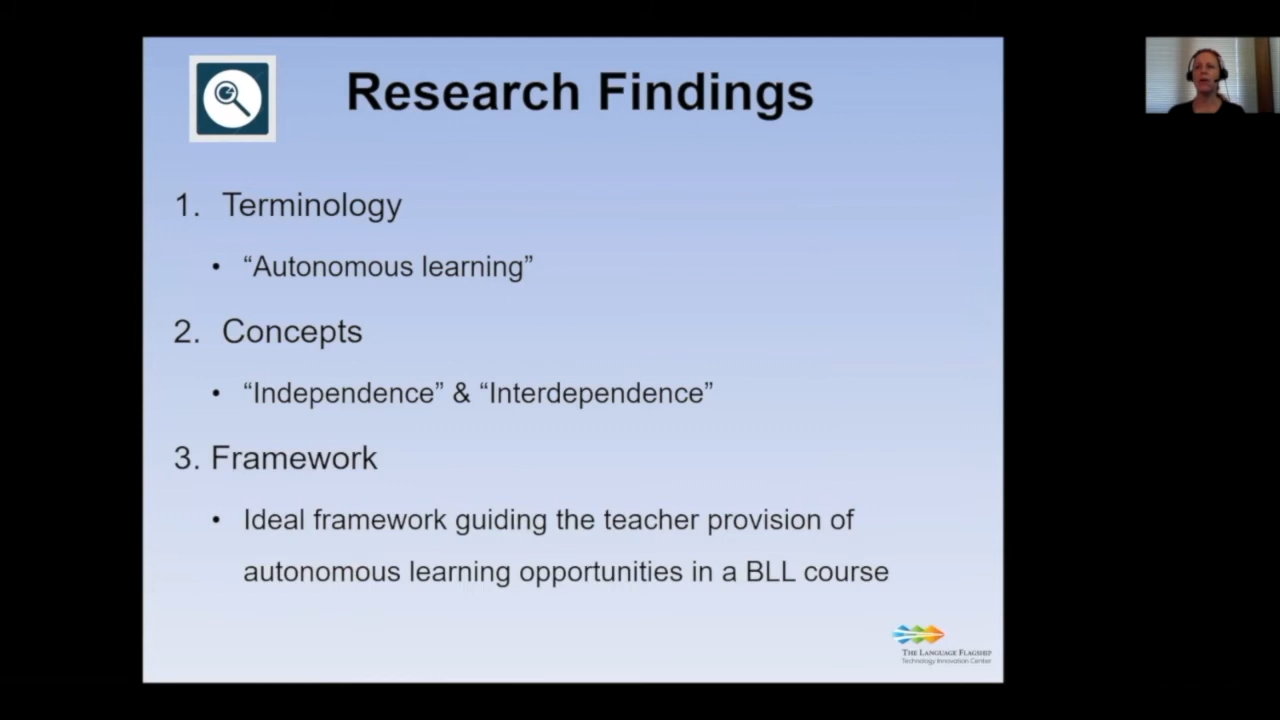 Research Findings
1. Terminology
• “Autonomous learning”
2. Concepts
• “Independence” & “Interdependence”
3. Framework
• Ideal framework guiding the teacher provision of
autonomous learning opportunities in a BLL course
THE LANGUAGE FLAGSHIP
Technology Innovation Center